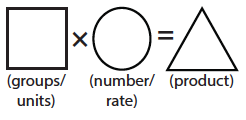 × =
(groups/ (number/ (product)
units) rate)